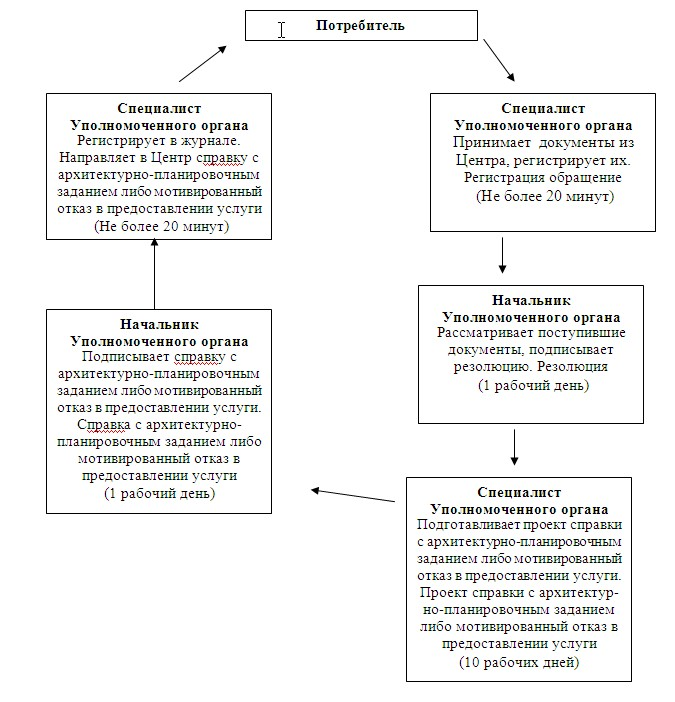 Потребитель
Специалист
Уполномоченного органа
Принимает документы из
Центра, регистрирует их.
Регистрация обращение
(Не более 20 минут)
Начальник
Уполномоченного органа
Рассматривает поступившие
документы, подписывает
резолюцию. Резолюция
(1 рабочий день)
Специалист
Уполномоченного органа
Подготавливает проект справки
с архитектурно-планировочным
заданием либо мотивированный
отказ в предоставлении услуги.
Проект справки с архитектур-
но-планировочным заданием
либо мотивированный отказ в
предоставлении услуги
(10 рабочих дней)
Начальник
Уполномоченного органа
Подписывает справку с
архитектурно-планировочным
заданием либо мотивированный
отказ в предоставлении услуги.
Справка с архитектурно-
планировочным заданием либо
мотивированный отказ в
предоставлении услуги
(1 рабочий день)
Специалист
Уполномоченного органа
Регистрирует в журнале.
Направляет в Центр справку с
архитектурно-планировочным
заданием либо мотивированный
отказ в предоставлении услуги
(Не более 20 минут)